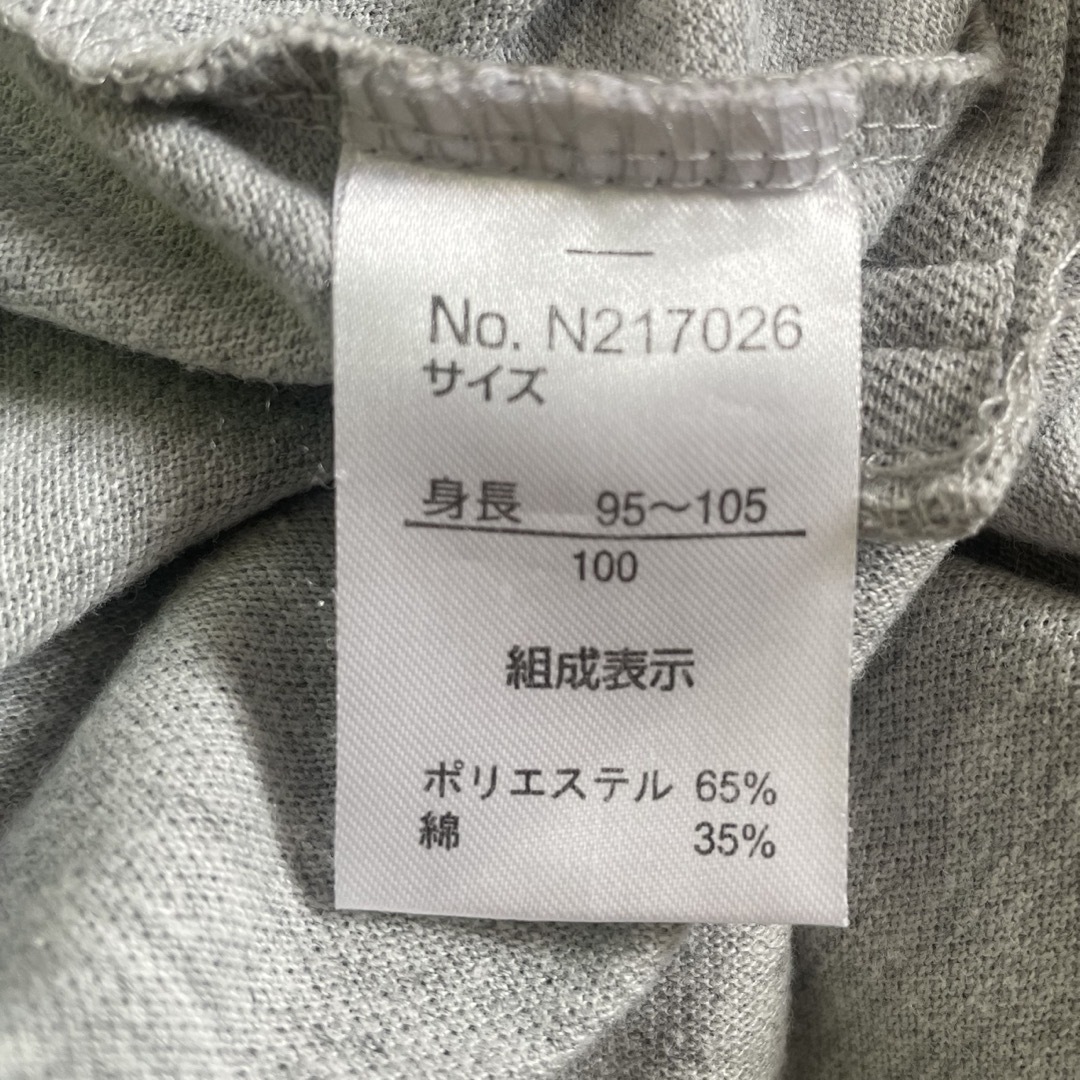 No. N217026
サイズ
身長 95～105
100
組成表示
ポリエステル 65%
綿 35%